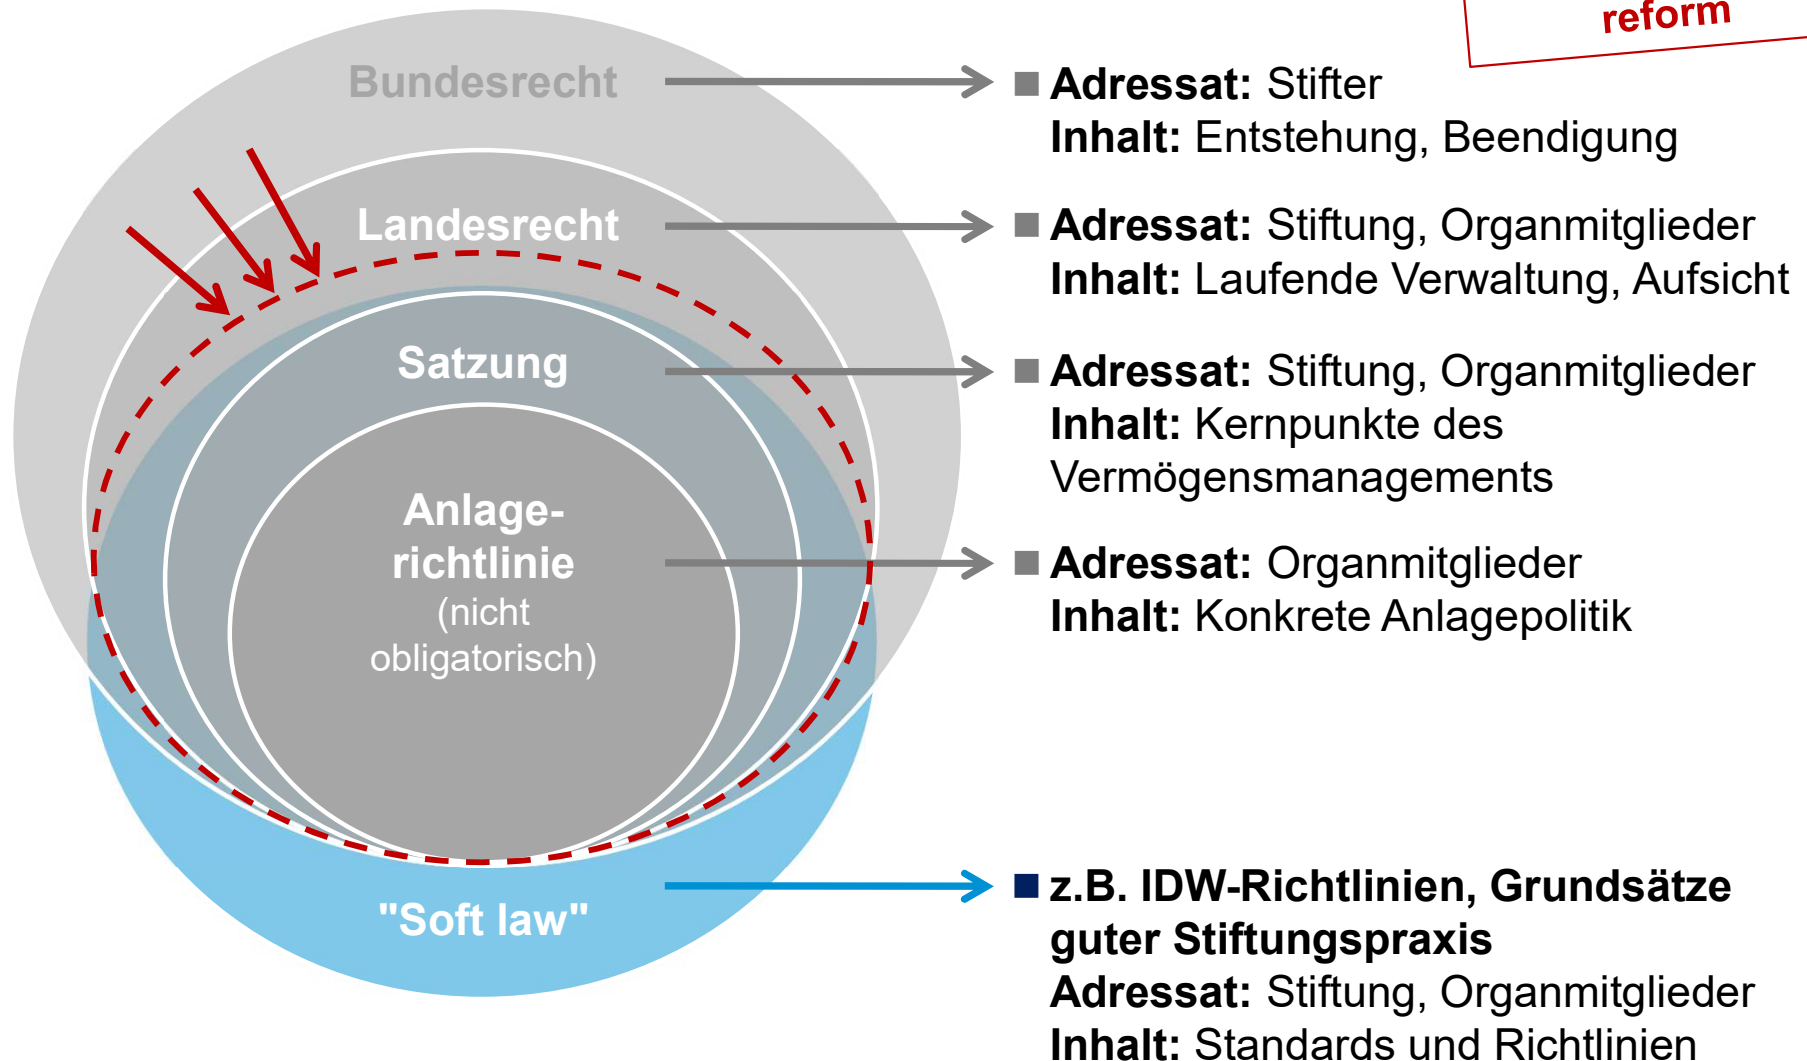 reform
Bundesrecht
Adressat: Stifter
Inhalt: Entstehung, Beendigung
Landesrecht
Adressat: Stiftung, Organmitglieder
Inhalt: Laufende Verwaltung, Aufsicht
Satzung
Adressat: Stiftung, Organmitglieder
Inhalt: Kernpunkte des
Vermögensmanagements
Anlage-
richtlinie
(nicht
obligatorisch)
Adressat: Organmitglieder
Inhalt: Konkrete Anlagepolitik
"Soft law"
z.B. IDW-Richtlinien, Grundsätze
guter Stiftungspraxis
Adressat: Stiftung, Organmitglieder
Inhalt: Standards und Richtlinien